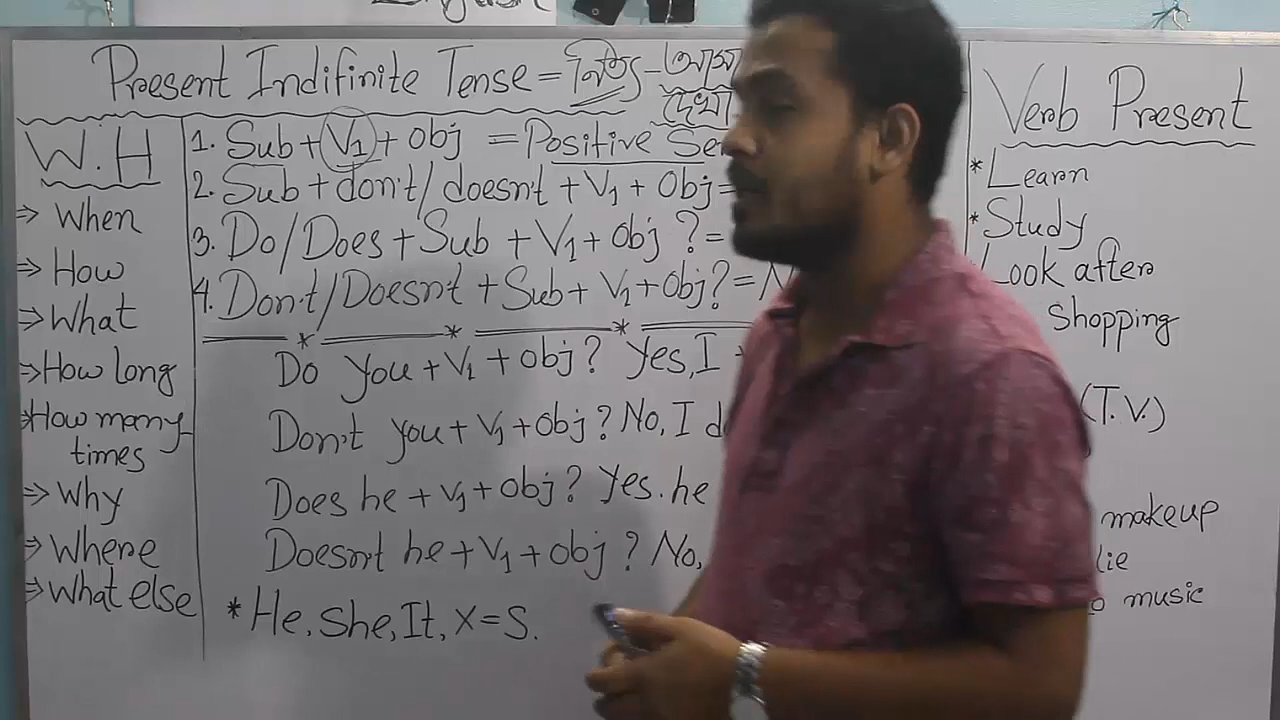 English
Present Indifinite Tense = নিত্য-
দেখা
W.H
=> When
=> How
=> What
=> How long
=> How many
times
=> Why
=> Where
=> What else
1. Sub + V1 + obj = Positive Se
2. Sub + don't/doesn't + V1 + Obj =
3. Do/Does + Sub + V1 + obj ? =
4. Don't/Doesn't + Sub + V1 + obj? = N
Do you + V1 + obj? Yes, I +
Don't you + V1 + obj? No, I do
Does he + V1 + obj? Yes. he
Doesn't he + V1 + obj ? No,
* He, She, It, X = S.
Verb Present
* Learn
* Study
Look after
Shopping
(T.V.)
makeup
lie
o music